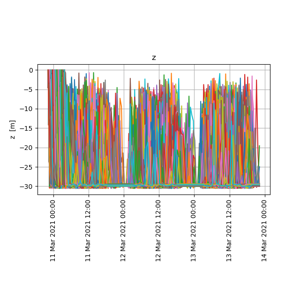 z
0
−5
−10
−15
−20
−25
−30
z [m]
11 Mar 2021 00:00
11 Mar 2021 12:00
12 Mar 2021 00:00
12 Mar 2021 12:00
13 Mar 2021 00:00
13 Mar 2021 12:00
14 Mar 2021 00:00